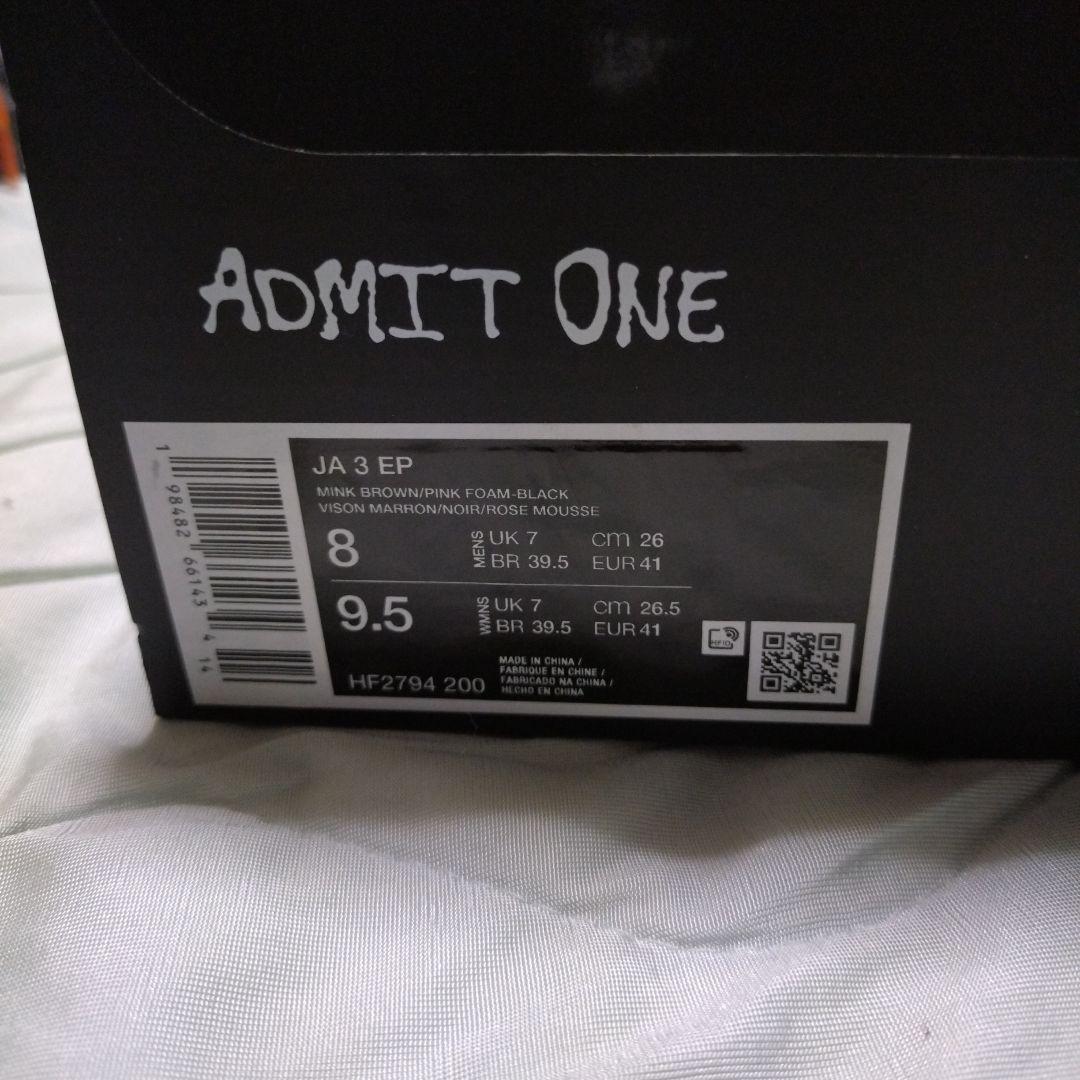 ADMIT ONE
1 98482 66143 4 14
JA 3 EP
MINK BROWN/PINK FOAM-BLACK
VISON MARRON/NOIR/ROSE MOUSSE
8 MENS UK 7 cm 26
BR 39.5 EUR 41
9.5 WMNS UK 7 cm 26.5
BR 39.5 EUR 41
HF2794 200
MADE IN CHINA /
FABRIQUE EN CHINE /
FABRICADO NA CHINA /
HECHO EN CHINA